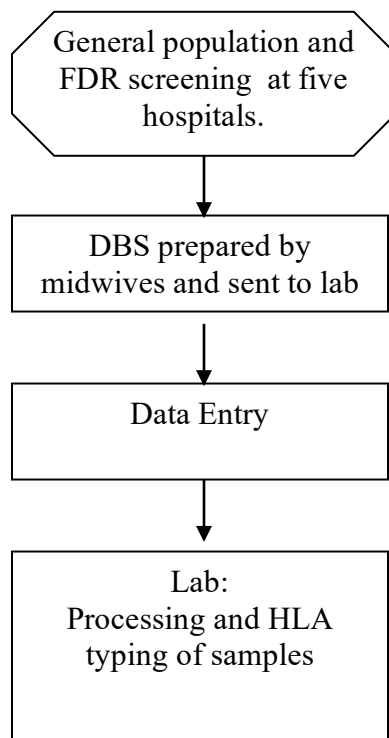 General population and
FDR screening at five
hospitals.
DBS prepared by
midwives and sent to lab
Data Entry
Lab:
Processing and HLA
typing of samples